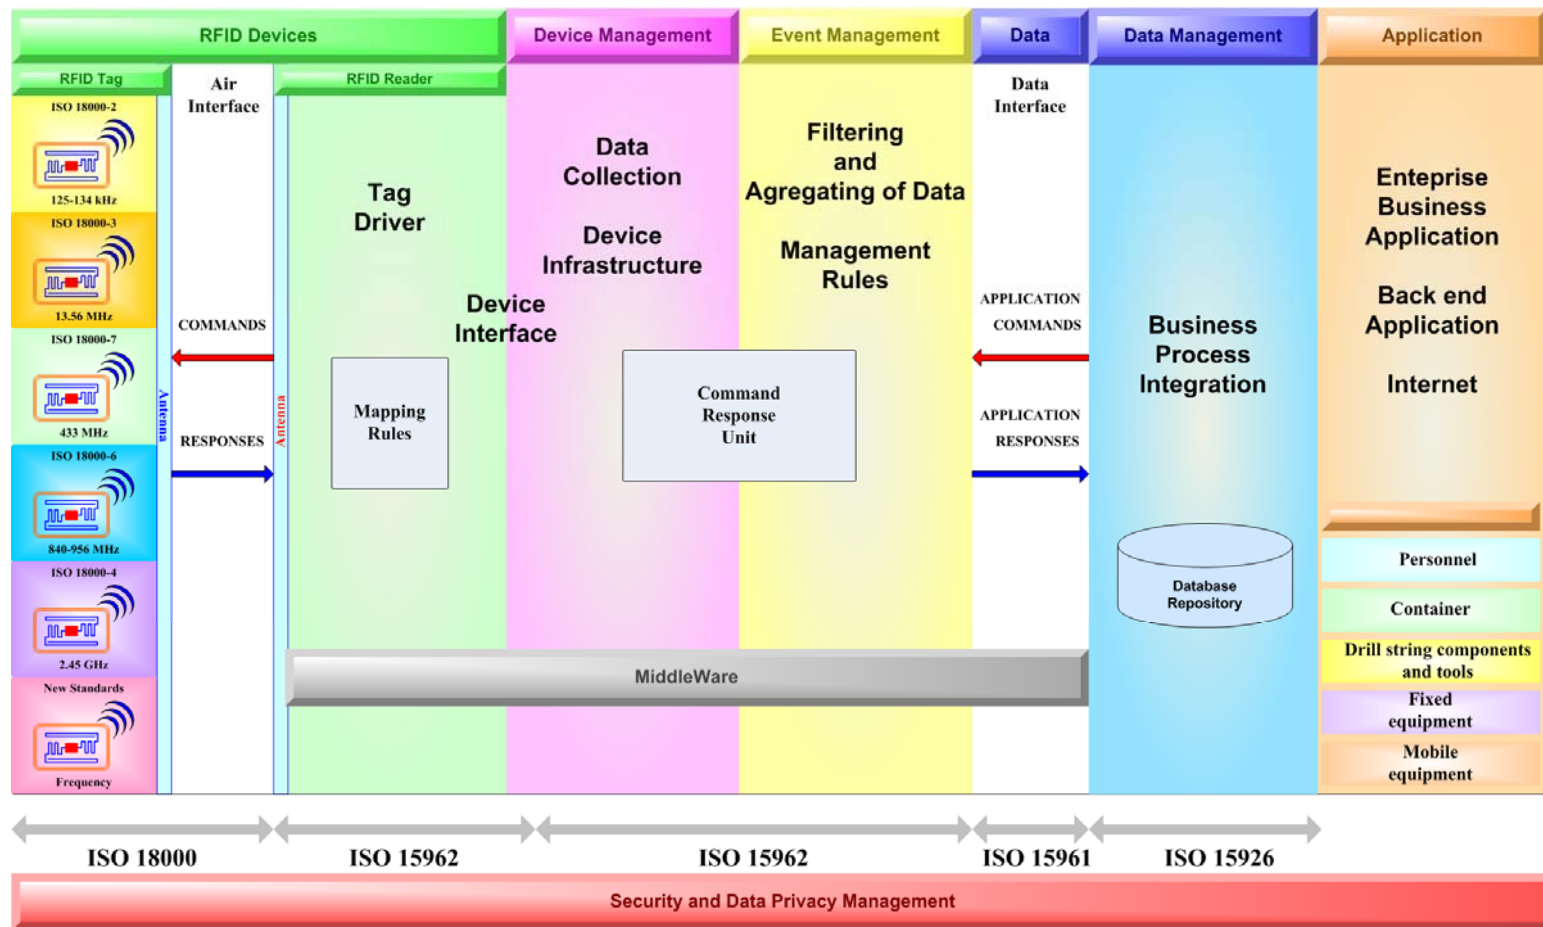 RFID Devices
Device Management
Event Management
Data
Data Management
Application
RFID Tag
Air
Interface
RFID Reader
Data
Interface
ISO 18000-2
125-134 kHz
ISO 18000-3
13.56 MHz
ISO 18000-7
433 MHz
ISO 18000-6
840-956 MHz
ISO 18000-4
2.45 GHz
New Standards
Frequency
Antenna
COMMANDS
RESPONSES
Antenna
Tag
Driver
Device
Interface
Mapping
Rules
Data
Collection
Device
Infrastructure
Filtering
and
Agregating of Data
Management
Rules
Command
Response
Unit
APPLICATION
COMMANDS
APPLICATION
RESPONSES
Business
Process
Integration
Database
Repository
Enteprise
Business
Application
Back end
Application
Internet
Personnel
Container
Drill string components
and tools
Fixed
equipment
Mobile
equipment
MiddleWare
ISO 18000
ISO 15962
ISO 15962
ISO 15961
ISO 15926
Security and Data Privacy Management